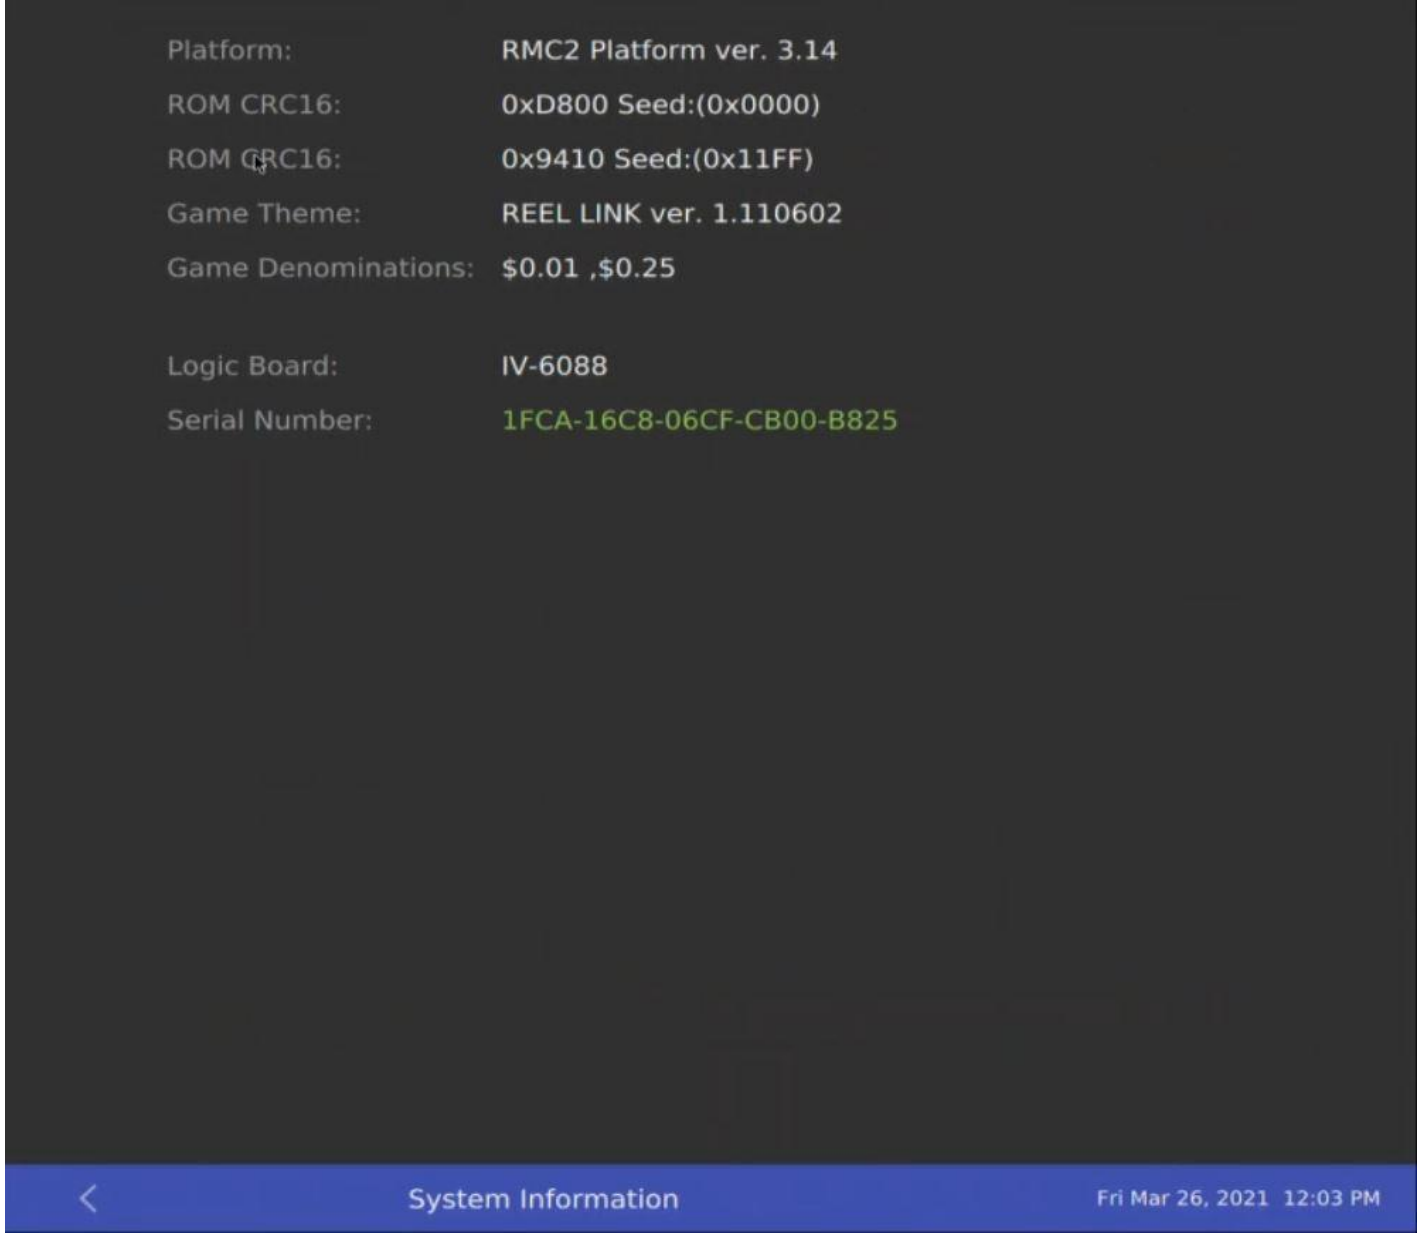 Platform: RMC2 Platform ver. 3.14
ROM CRC16: 0xD800 Seed:(0x0000)
ROM CRC16: 0x9410 Seed:(0x11FF)
Game Theme: REEL LINK ver. 1.110602
Game Denominations: $0.01 ,$0.25
Logic Board: IV-6088
Serial Number: 1FCA-16C8-06CF-CB00-B825
System Information Fri Mar 26, 2021 12:03 PM